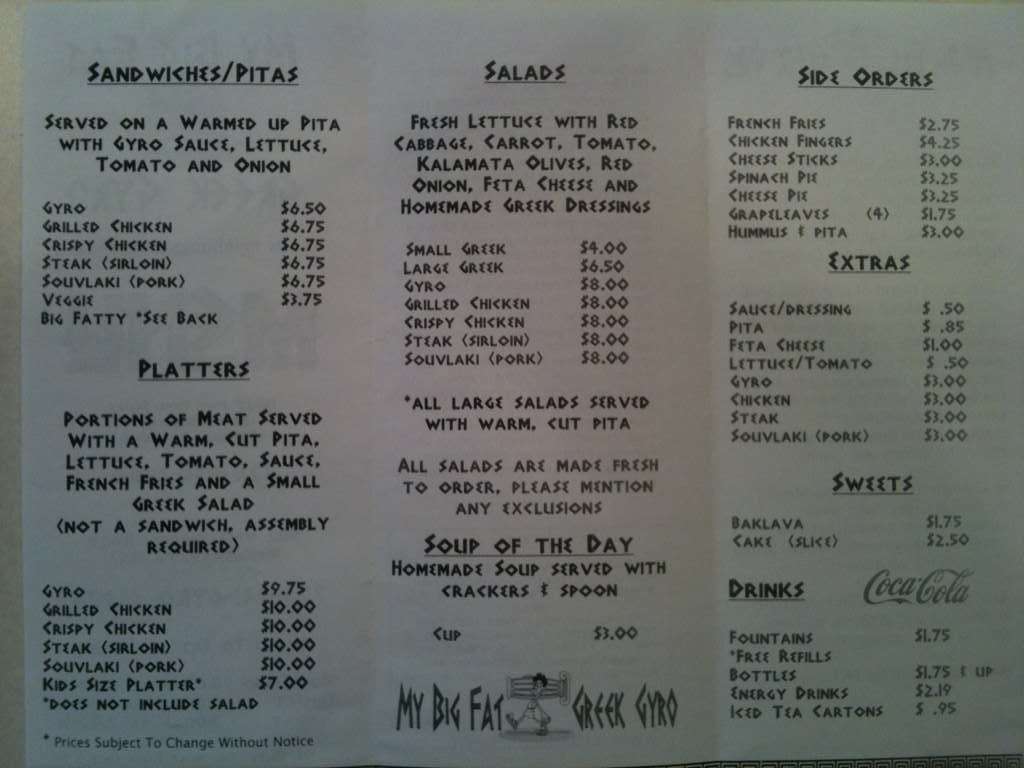 SANDWICHES/PITAS
SERVED ON A WARMED UP PITA
WITH GYRO SAUCE, LETTUCE,
TOMATO AND ONION
GYRO $6.50
GRILLED CHICKEN $6.75
CRISPY CHICKEN $6.75
STEAK (SIRLOIN) $6.75
SOUVLAKI (PORK) $6.75
VEGGIE $3.75
BIG FATTY *SEE BACK
PLATTERS
PORTIONS OF MEAT SERVED
WITH A WARM, CUT PITA,
LETTUCE, TOMATO, SAUCE,
FRENCH FRIES AND A SMALL
GREEK SALAD
(NOT A SANDWICH, ASSEMBLY
REQUIRED)
GYRO $9.75
GRILLED CHICKEN $10.00
CRISPY CHICKEN $10.00
STEAK (SIRLOIN) $10.00
SOUVLAKI (PORK) $10.00
KIDS SIZE PLATTER* $7.00
*DOES NOT INCLUDE SALAD
* Prices Subject To Change Without Notice
SALADS
FRESH LETTUCE WITH RED
CABBAGE, CARROT, TOMATO,
KALAMATA OLIVES, RED
ONION, FETA CHEESE AND
HOMEMADE GREEK DRESSINGS
SMALL GREEK $4.00
LARGE GREEK $6.50
GYRO $8.00
GRILLED CHICKEN $8.00
CRISPY CHICKEN $8.00
STEAK (SIRLOIN) $8.00
SOUVLAKI (PORK) $8.00
*ALL LARGE SALADS SERVED
WITH WARM, CUT PITA
ALL SALADS ARE MADE FRESH
TO ORDER, PLEASE MENTION
ANY EXCLUSIONS
SOUP OF THE DAY
HOMEMADE SOUP SERVED WITH
CRACKERS & SPOON
CUP $3.00
MY BIG FAT GREEK GYRO
SIDE ORDERS
FRENCH FRIES $2.75
CHICKEN FINGERS $4.25
CHEESE STICKS $3.00
SPINACH PIE $3.25
CHEESE PIE $3.25
GRAPELEAVES (4) $1.75
HUMMUS & PITA $3.00
EXTRAS
SAUCE/DRESSING $ .50
PITA $ .85
FETA CHEESE $1.00
LETTUCE/TOMATO $ .50
GYRO $3.00
CHICKEN $3.00
STEAK $3.00
SOUVLAKI (PORK) $3.00
SWEETS
BAKLAVA $1.75
CAKE (SLICE) $2.50
DRINKS Coca-Cola
FOUNTAINS $1.75
*FREE REFILLS
BOTTLES $1.75 & UP
ENERGY DRINKS $2.19
ICED TEA CARTONS $ .95